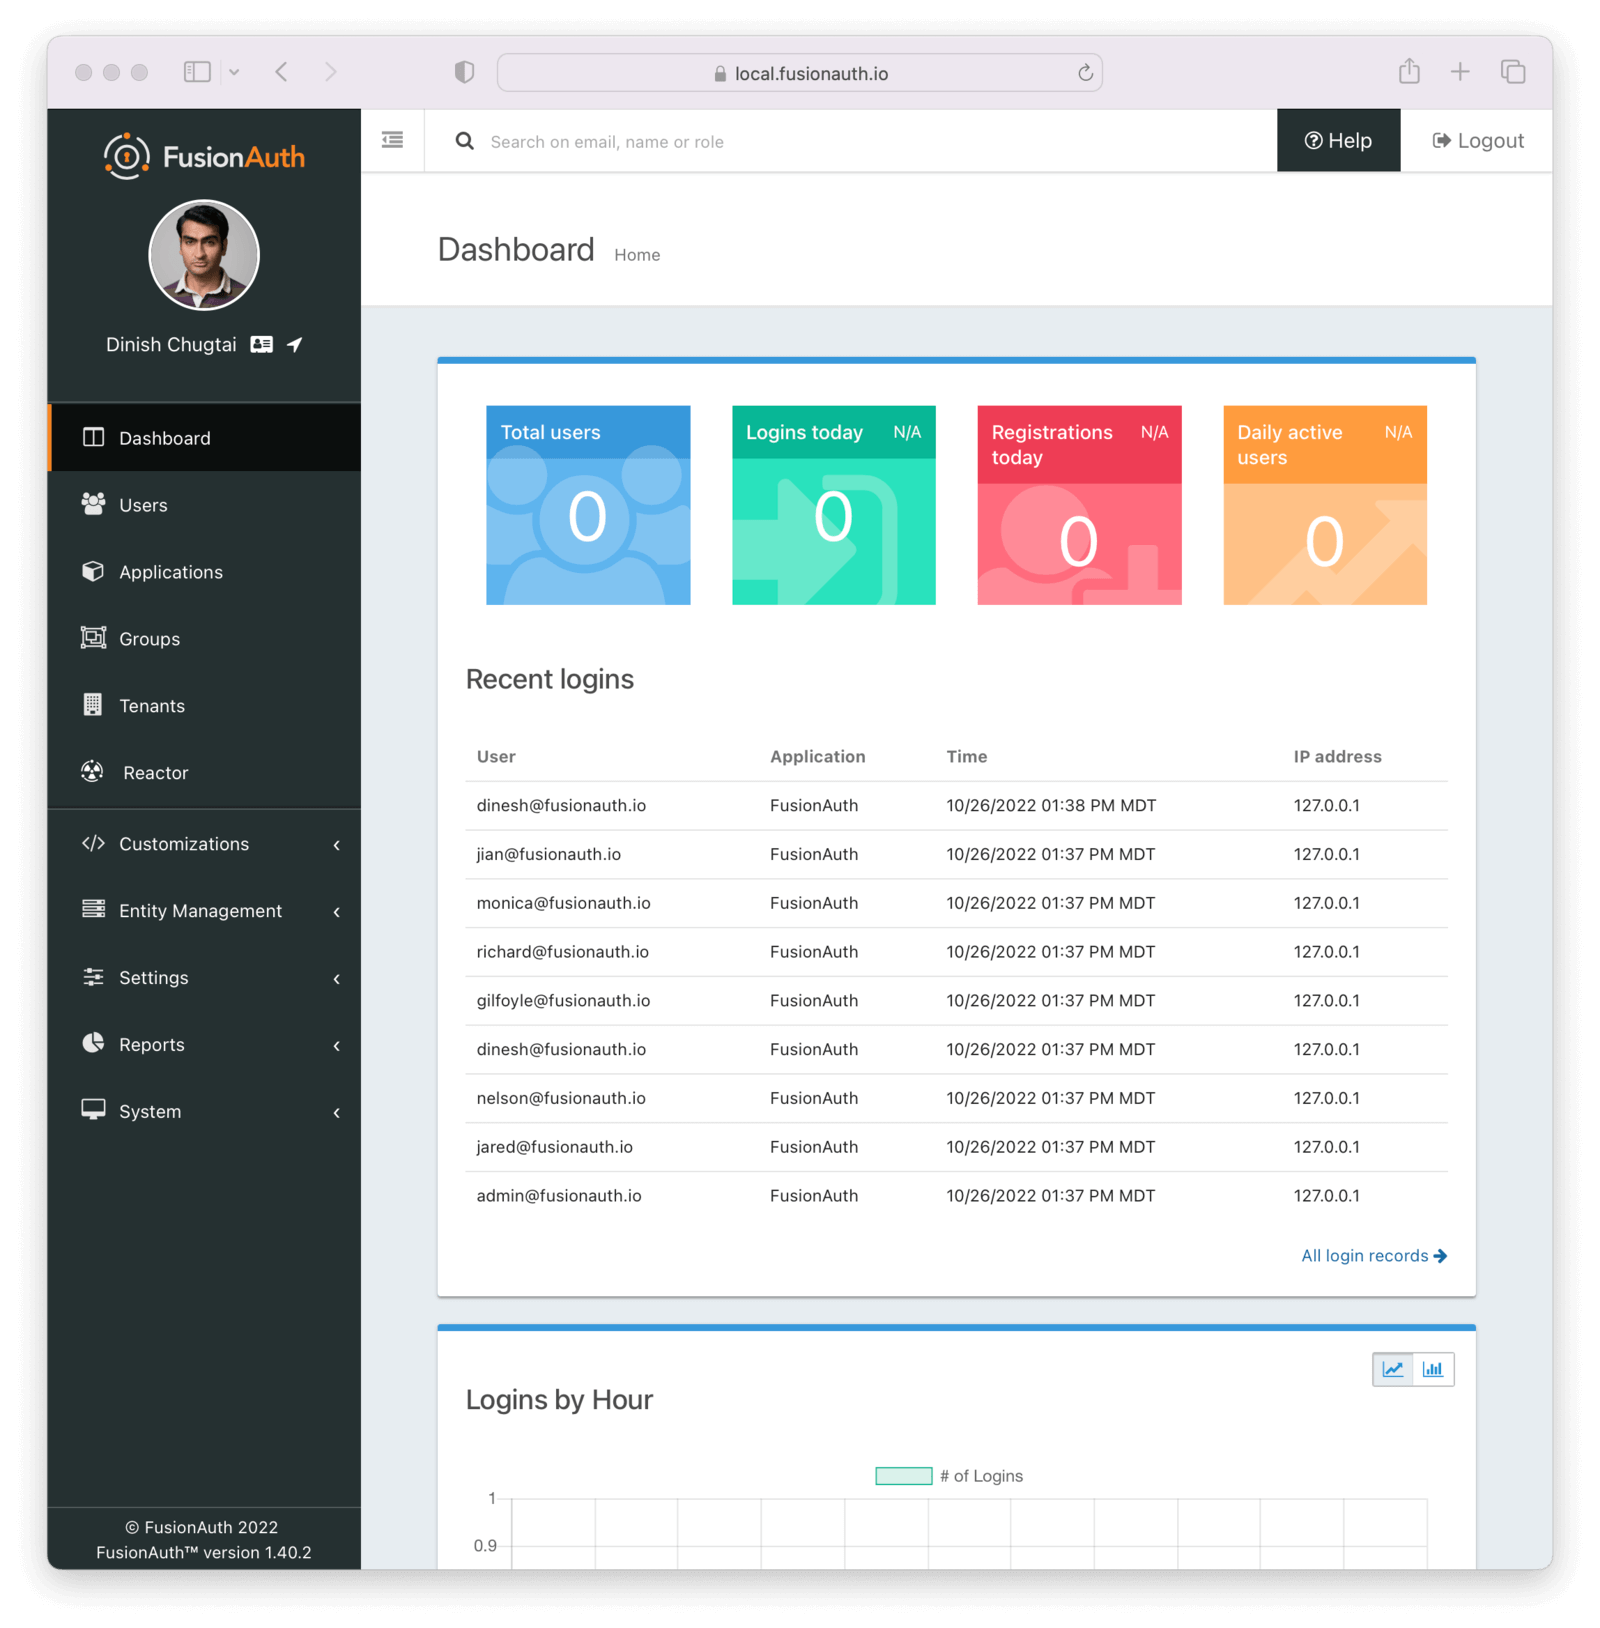 local.fusionauth.io
FusionAuth
Search on email, name or role
Help
Logout
Dashboard Home
Dinish Chugtai
Dashboard
Users
Applications
Groups
Tenants
Reactor
Customizations
Entity Management
Settings
Reports
System
© FusionAuth 2022
FusionAuth™ version 1.40.2
Total users
0
Logins today N/A
0
Registrations today N/A
0
Daily active users N/A
0
Recent logins
User Application Time IP address
dinesh@fusionauth.io FusionAuth 10/26/2022 01:38 PM MDT 127.0.0.1
jian@fusionauth.io FusionAuth 10/26/2022 01:37 PM MDT 127.0.0.1
monica@fusionauth.io FusionAuth 10/26/2022 01:37 PM MDT 127.0.0.1
richard@fusionauth.io FusionAuth 10/26/2022 01:37 PM MDT 127.0.0.1
gilfoyle@fusionauth.io FusionAuth 10/26/2022 01:37 PM MDT 127.0.0.1
dinesh@fusionauth.io FusionAuth 10/26/2022 01:37 PM MDT 127.0.0.1
nelson@fusionauth.io FusionAuth 10/26/2022 01:37 PM MDT 127.0.0.1
jared@fusionauth.io FusionAuth 10/26/2022 01:37 PM MDT 127.0.0.1
admin@fusionauth.io FusionAuth 10/26/2022 01:37 PM MDT 127.0.0.1
All login records
Logins by Hour
# of Logins
1
0.9